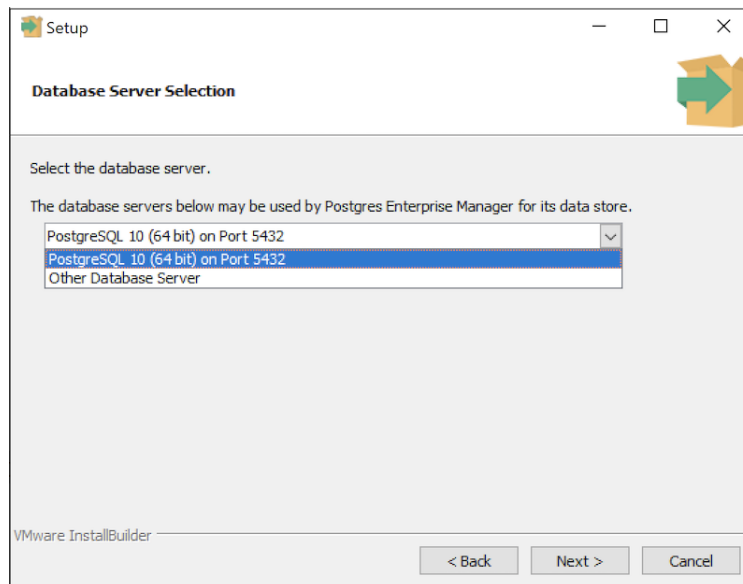 Setup
Database Server Selection
Select the database server.
The database servers below may be used by Postgres Enterprise Manager for its data store.
PostgreSQL 10 (64 bit) on Port 5432
PostgreSQL 10 (64 bit) on Port 5432
Other Database Server
VMware InstallBuilder
< Back Next > Cancel